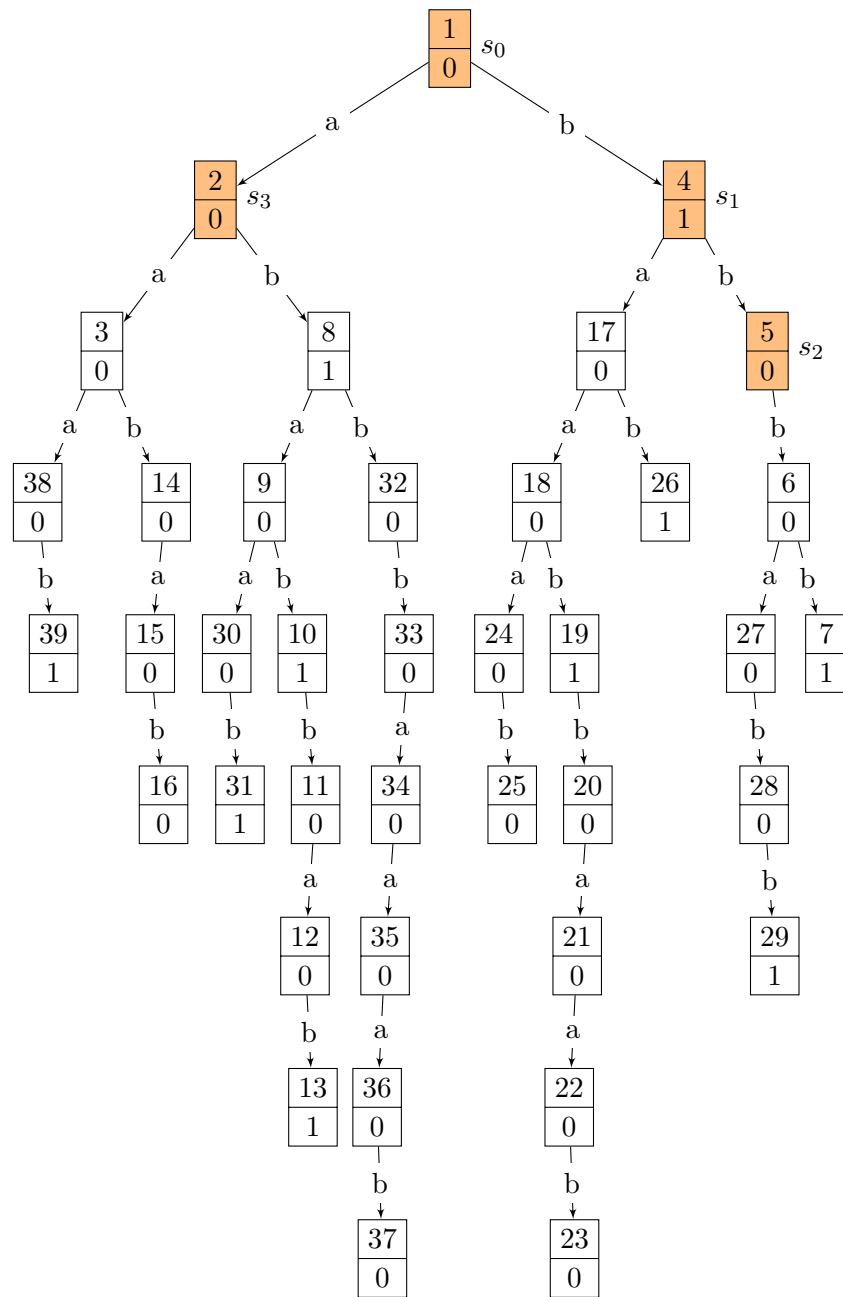 1 s₀
0
a b
2 s₃ 4 s₁
0 1
a b a b
3 8 17 5 s₂
0 1 0 0
a b a b a b b
38 14 9 32 18 26 6
0 0 0 0 0 1 0
b a a b b a b a b
39 15 30 10 33 24 19 27 7
1 0 0 1 0 0 1 0 1
b b b a b b b
16 31 11 34 25 20 28
0 1 0 0 0 0 0
a a a b
12 35 21 29
0 0 0 1
b a a
13 36 22
1 0 0
b b
37 23
0 0